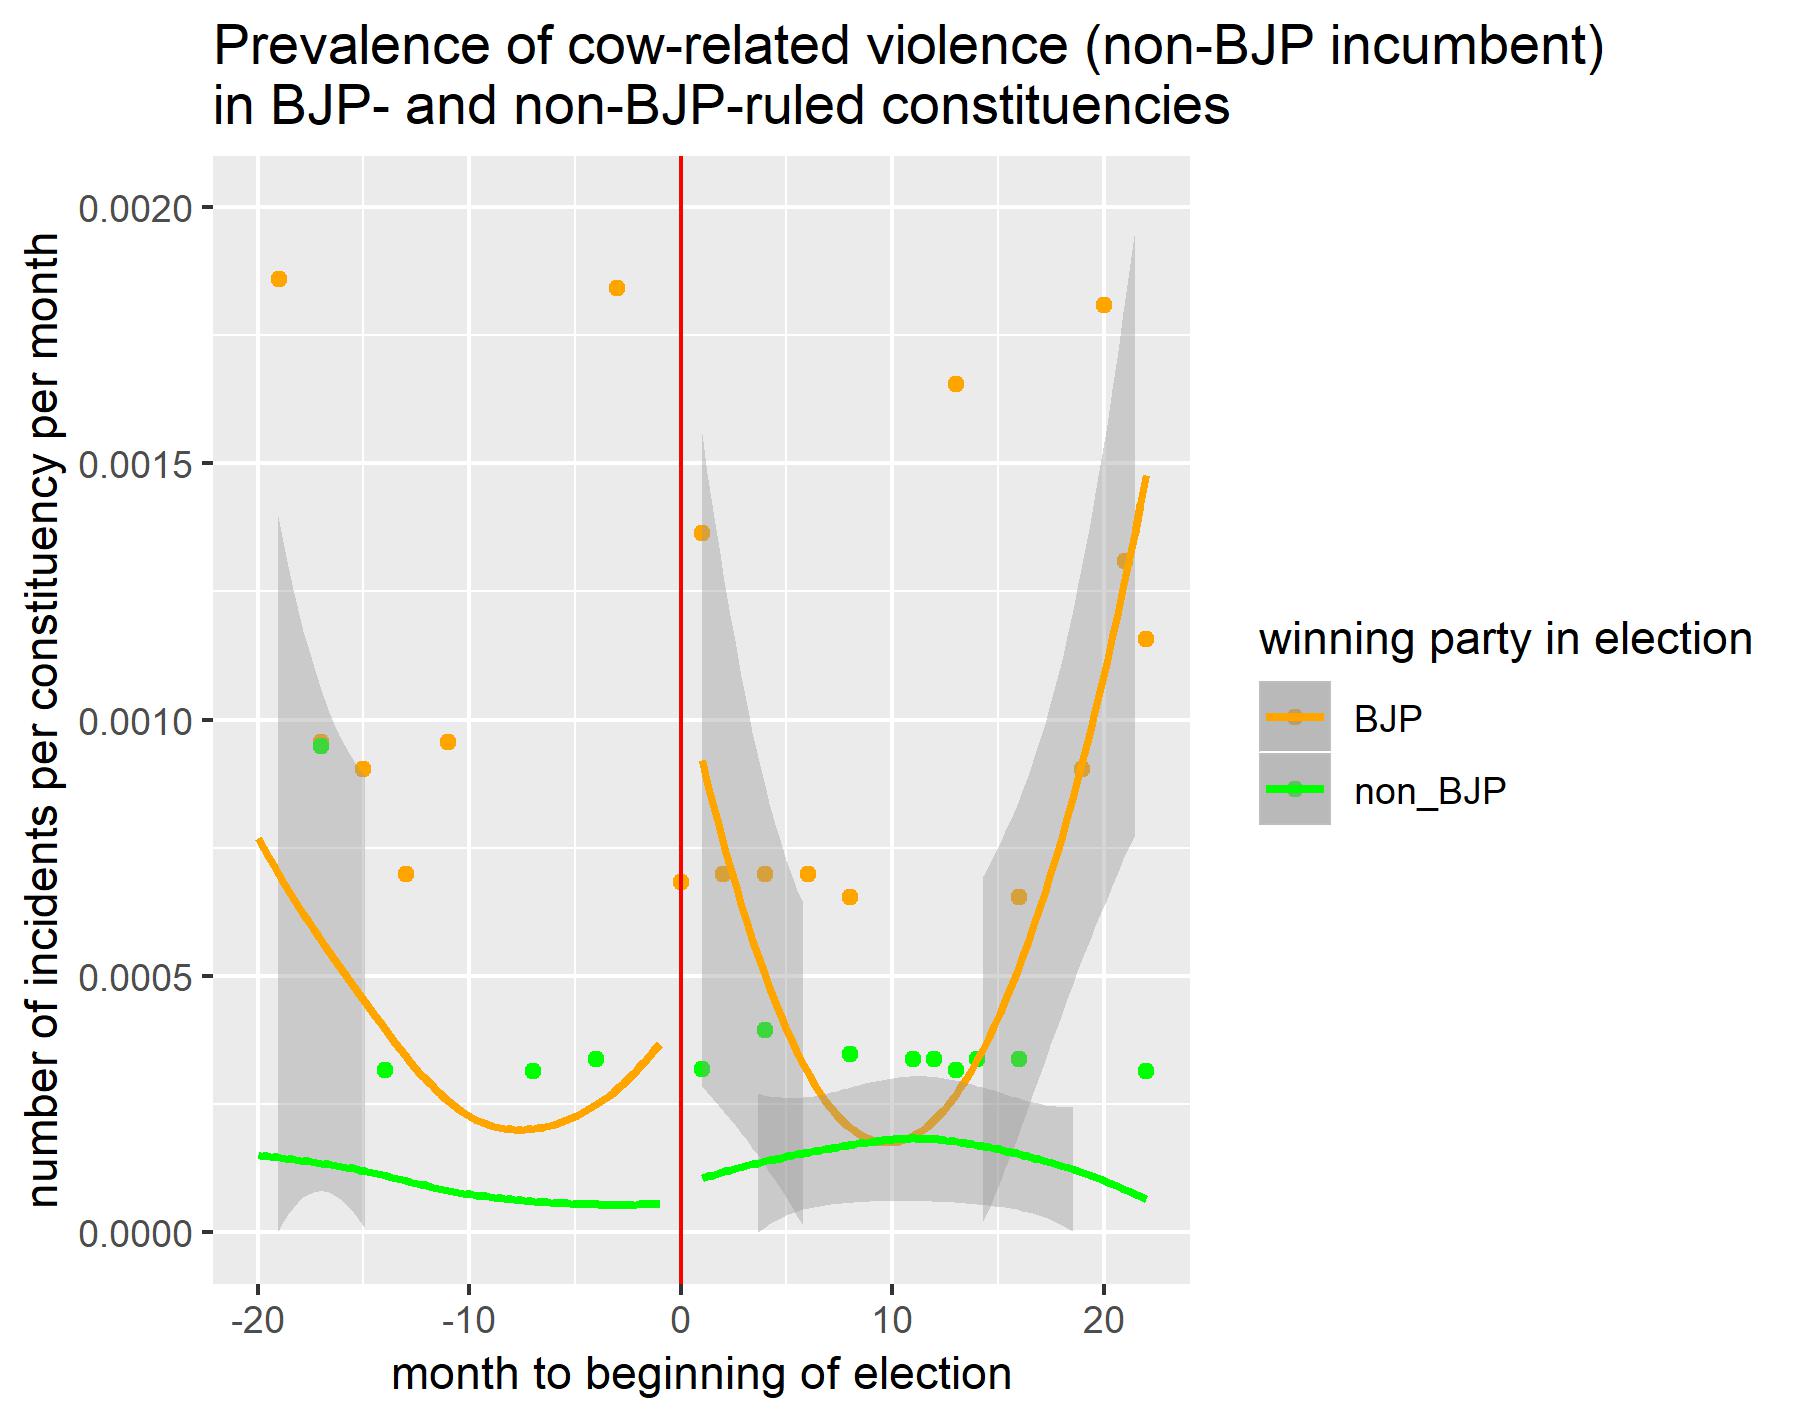 Prevalence of cow-related violence (non-BJP incumbent)
in BJP- and non-BJP-ruled constituencies
number of incidents per constituency per month
0.0020
0.0015
0.0010
0.0005
0.0000
-20 -10 0 10 20
month to beginning of election
winning party in election
BJP
non_BJP